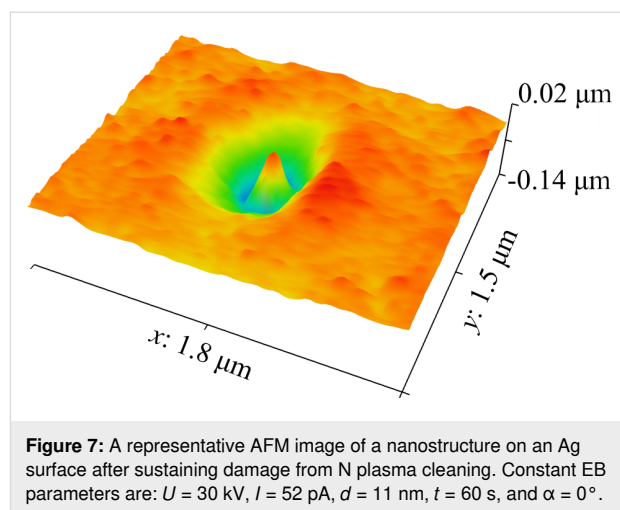 0.02 μm
-0.14 μm
y: 1.5 μm
x: 1.8 μm
Figure 7: A representative AFM image of a nanostructure on an Ag
surface after sustaining damage from N plasma cleaning. Constant EB
parameters are: U = 30 kV, I = 52 pA, d = 11 nm, t = 60 s, and α = 0°.